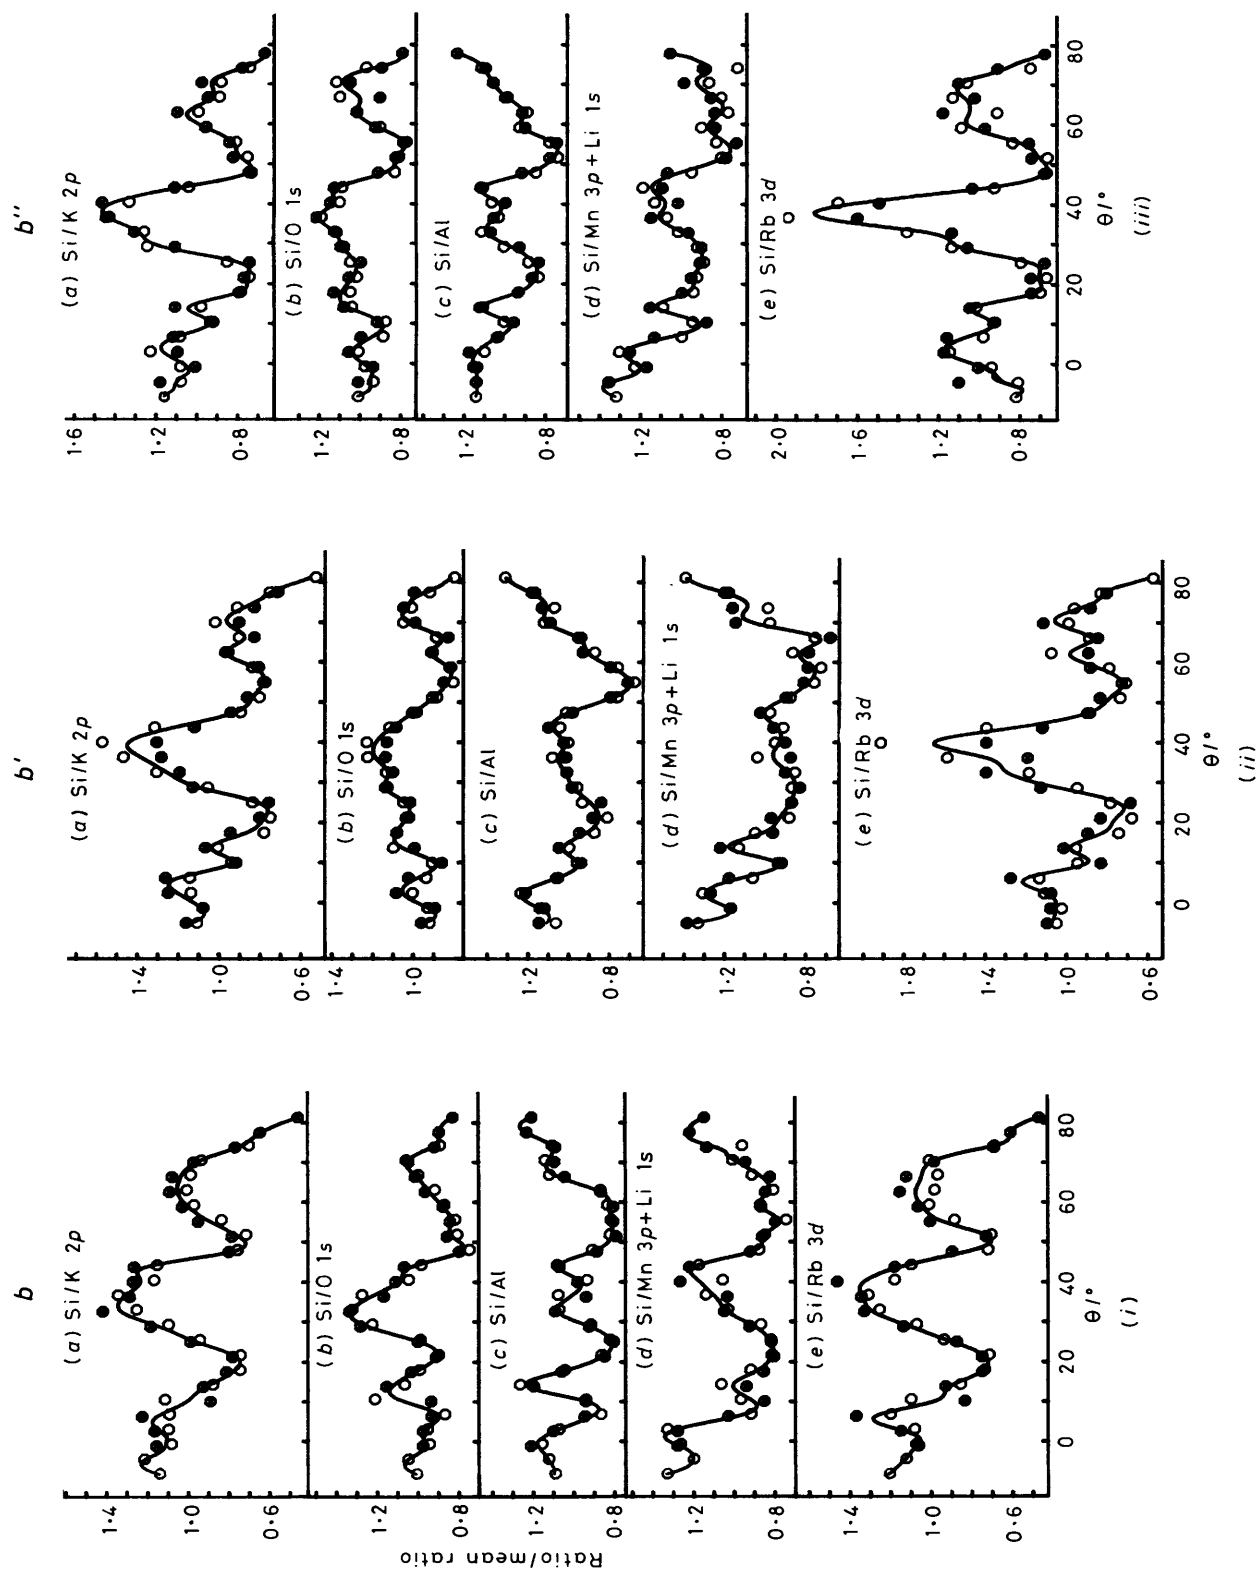 b
(a) Si/K 2p
1·4
1·0
0·6
(b) Si/O 1s
1·2
0·8
(c) Si/Al
1·2
0·8
(d) Si/Mn 3p+Li 1s
1·2
0·8
(e) Si/Rb 3d
1·4
1·0
0·6
Ratio/mean ratio
0 20 40 60 80
θ/°
(i)
b'
(a) Si/K 2p
1·4
1·0
0·6
(b) Si/O 1s
1·4
1·0
(c) Si/Al
1·2
0·8
(d) Si/Mn 3p+Li 1s
1·2
0·8
(e) Si/Rb 3d
1·8
1·4
1·0
0·6
0 20 40 60 80
θ/°
(ii)
b''
(a) Si/K 2p
1·6
1·2
0·8
(b) Si/O 1s
1·2
0·8
(c) Si/Al
1·2
0·8
(d) Si/Mn 3p+Li 1s
1·2
0·8
(e) Si/Rb 3d
2·0
1·6
1·2
0·8
0 20 40 60 80
θ/°
(iii)